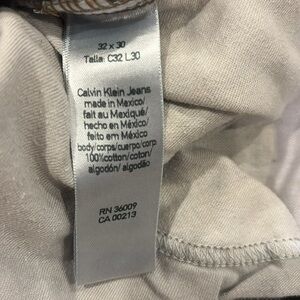 32 x 30
Talla: C32 L30
Calvin Klein Jeans
made in Mexico/
fait au Mexiqué/
hecho en México/
feito em México
body/corps/cuerpo/corp
100%cotton/coton/
algodón/ algodão
RN 36009
CA 00213